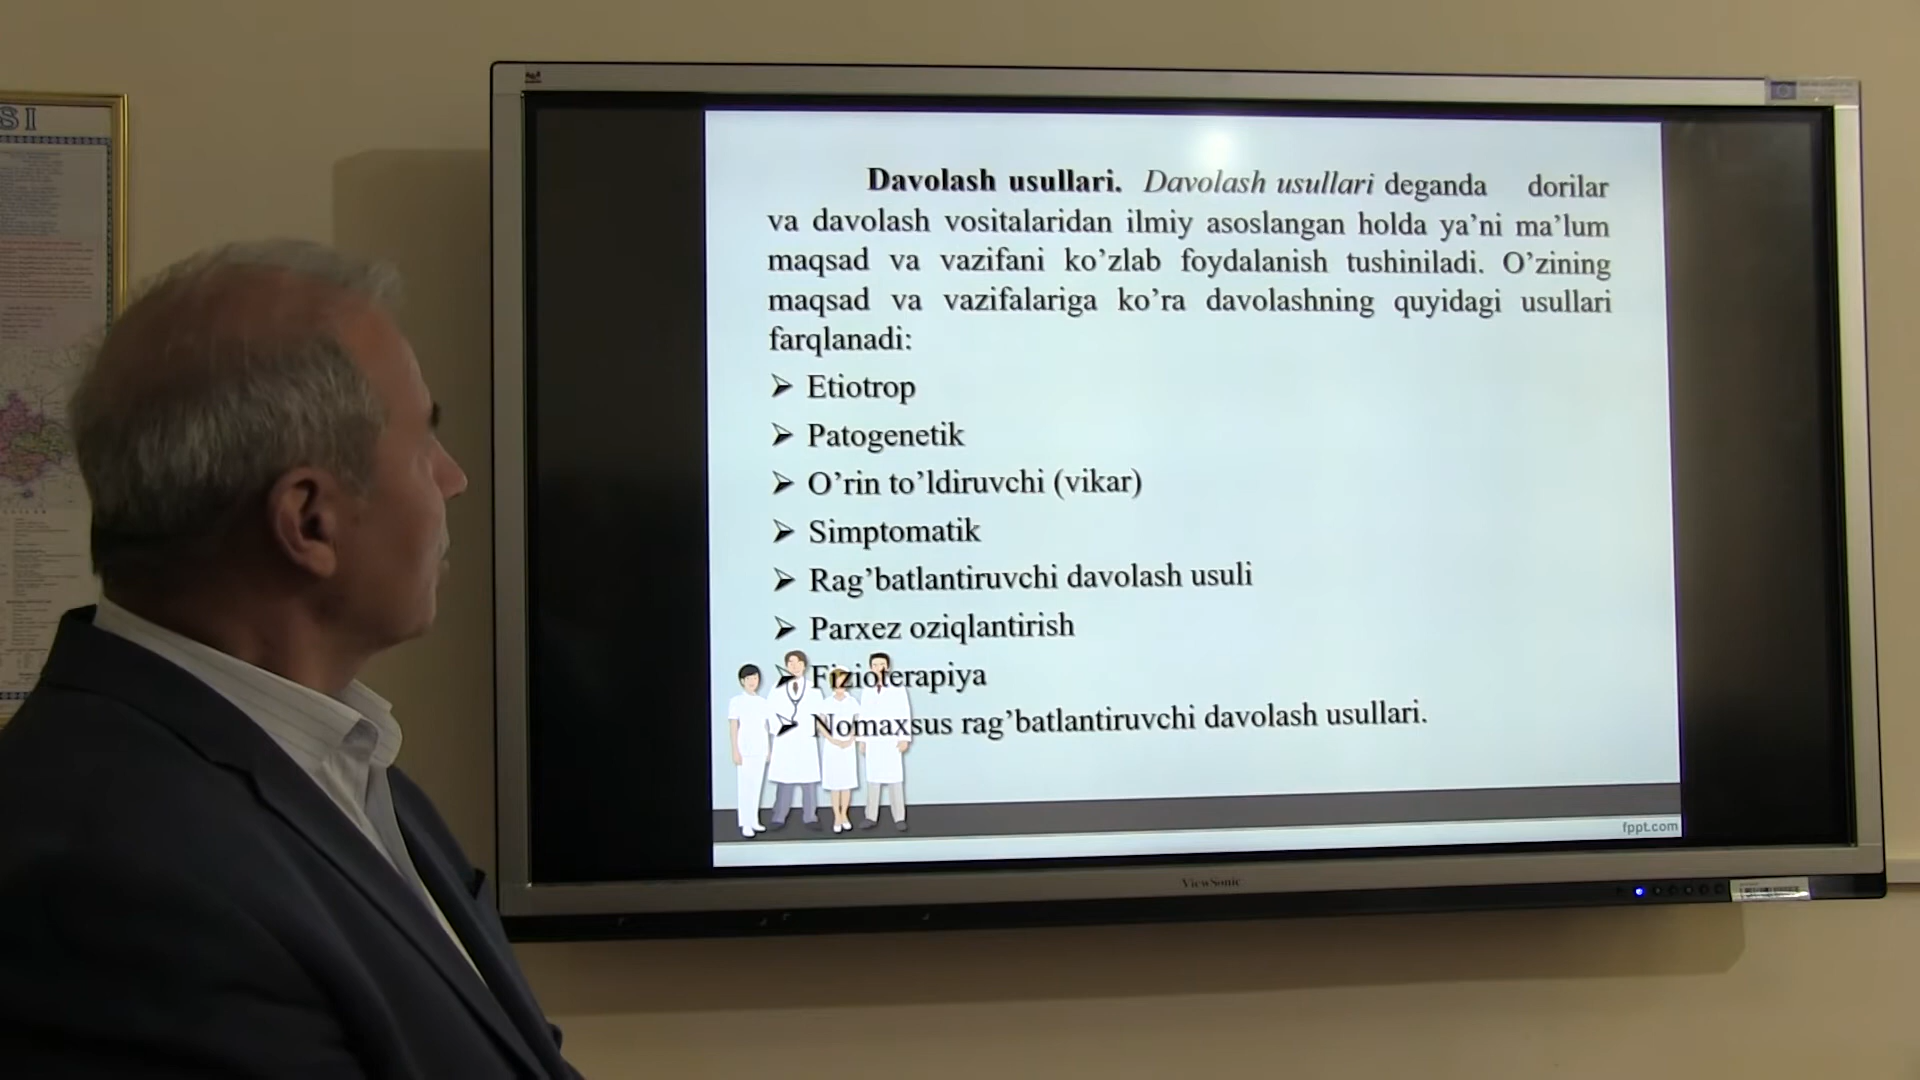 SI
Davolash usullari. Davolash usullari deganda dorilar
va davolash vositalaridan ilmiy asoslangan holda ya’ni ma’lum
maqsad va vazifani ko’zlab foydalanish tushiniladi. O’zining
maqsad va vazifalariga ko’ra davolashning quyidagi usullari
farqlanadi:
➢ Etiotrop
➢ Patogenetik
➢ O’rin to’ldiruvchi (vikar)
➢ Simptomatik
➢ Rag’batlantiruvchi davolash usuli
➢ Parxez oziqlantirish
➢ Fizioterapiya
➢ Nomaxsus rag’batlantiruvchi davolash usullari.
fppt.com
ViewSonic